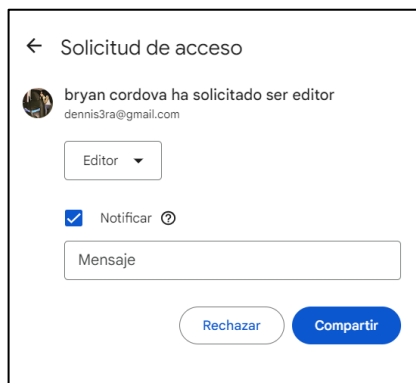 Solicitud de acceso
bryan cordova ha solicitado ser editor
dennis3ra@gmail.com
Editor
Notificar
Mensaje
Rechazar
Compartir